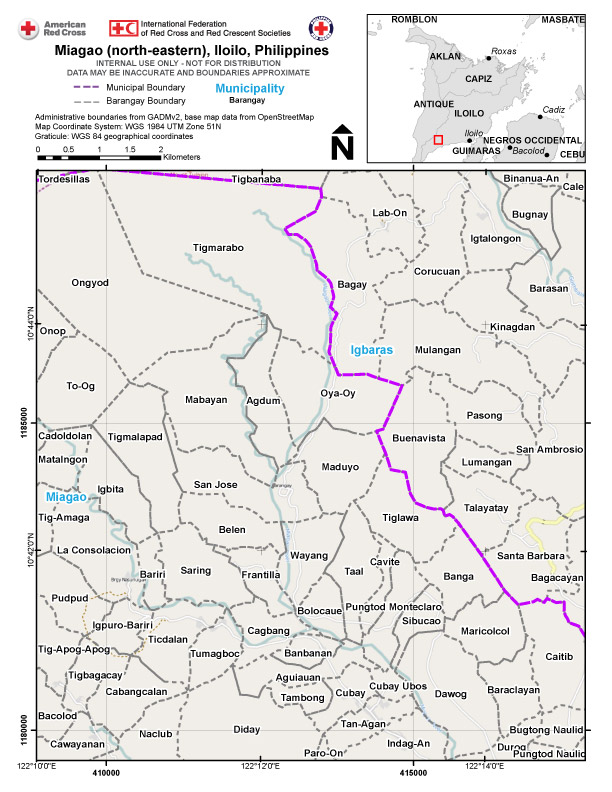 American
Red Cross
International Federation
of Red Cross and Red Crescent Societies
PHILIPPINE
RED CROSS
Miagao (north-eastern), Iloilo, Philippines
INTERNAL USE ONLY - NOT FOR DISTRIBUTION
DATA MAY BE INACCURATE AND BOUNDARIES APPROXIMATE
Municipal Boundary
Municipality
Barangay Boundary
Barangay
Administrative boundaries from GADMv2, base map data from OpenStreetMap
Map Coordinate System: WGS 1984 UTM Zone 51N
Graticule: WGS 84 geographical coordinates
0 0.5 1 2
Kilometers
N
ROMBLON
MASBATE
Roxas
AKLAN
CAPIZ
ANTIQUE
ILOILO
Cadiz
Iloilo
NEGROS OCCIDENTAL
GUIMARAS
Bacolod
CEBU
Tordesillas
Tigbanaba
Binanua-An
Cale
Lab-On
Bugnay
Tigmarabo
Igtalongon
Ongyod
Bagay
Corucuan
Barasan
Onop
Kinagdan
Igbaras
Mulangan
To-Og
Mabayan
Agdum
Oya-Oy
Pasong
Cadoldolan
Tigmalapad
Buenavista
San Ambrosio
Matalngon
Maduyo
Lumangan
Igbita
San Jose
Barangay
Miagao
Talayatay
Tig-Amaga
Tiglawa
Belen
La Consolacion
Wayang
Santa Barbara
Cavite
Bariri
Saring
Frantilla
Taal
Banga
Bagacayan
Pudpud
Bolocaue
Pungtod Monteclaro
Sibucao
Igpuro-Bariri
Cagbang
Maricolcol
Ticdalan
Tig-Apog-Apog
Tumagboc
Banbanan
Caitib
Tigbagacay
Aguiauan
Cabangcalan
Tambong
Cubay
Cubay Ubos
Dawog
Baraclayan
Bacolod
Tan-Agan
Naclub
Diday
Bugtong Naulid
Cawayanan
Indag-An
Durog
Paro-On
Pungtod Naulid
10°44'0"N
1185000
10°42'0"N
1180000
122°10'0"E
410000
122°12'0"E
415000
122°14'0"E